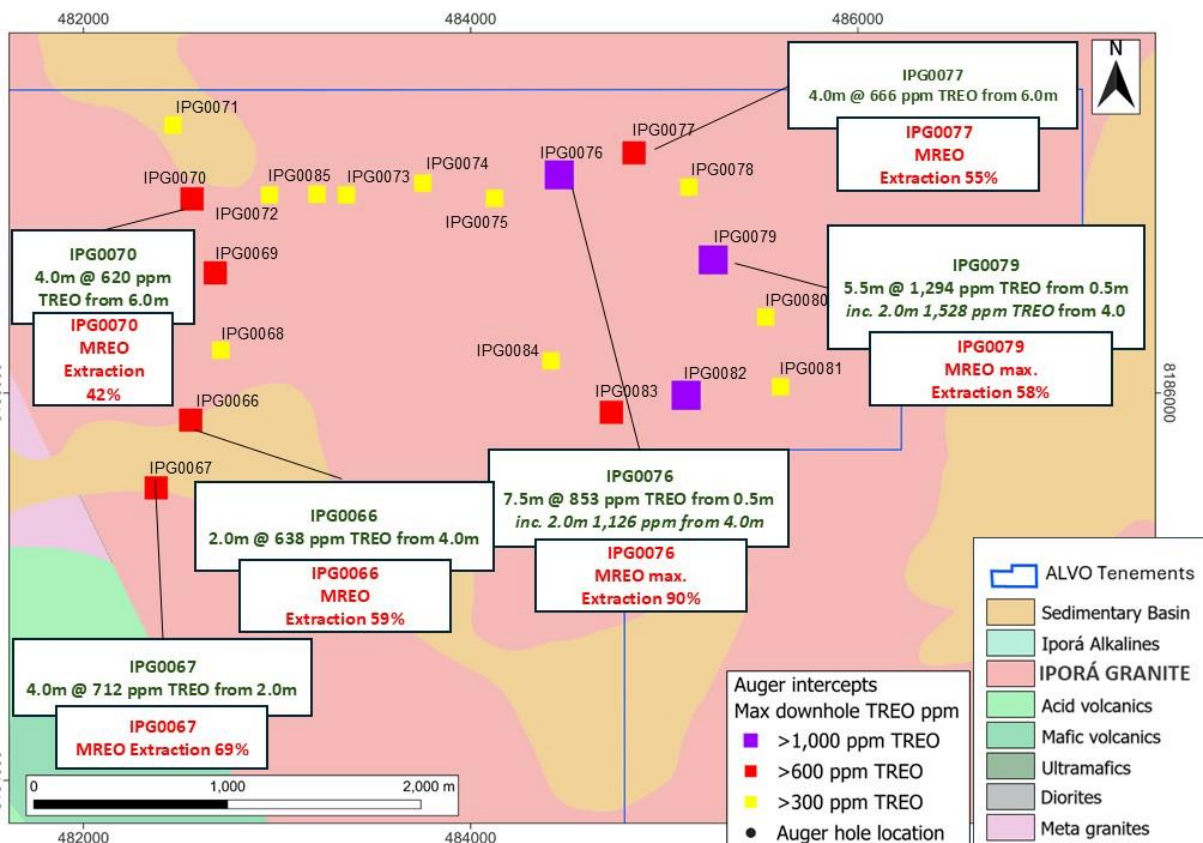 482000
484000
486000
N
IPG0077
4.0m @ 666 ppm TREO from 6.0m
IPG0077
MREO
Extraction 55%
IPG0071
IPG0077
IPG0076
IPG0074
IPG0078
IPG0070
IPG0085
IPG0073
IPG0072
IPG0075
IPG0079
IPG0069
IPG0070
4.0m @ 620 ppm
TREO from 6.0m
IPG0070
MREO
Extraction
42%
IPG0079
5.5m @ 1,294 ppm TREO from 0.5m
inc. 2.0m 1,528 ppm TREO from 4.0
IPG0079
MREO max.
Extraction 58%
IPG0080
IPG0068
IPG0084
IPG0082
IPG0081
IPG0083
IPG0066
8186000
IPG0067
IPG0076
7.5m @ 853 ppm TREO from 0.5m
inc. 2.0m 1,126 ppm from 4.0m
IPG0076
MREO max.
Extraction 90%
IPG0066
2.0m @ 638 ppm TREO from 4.0m
IPG0066
MREO
Extraction 59%
IPG0067
4.0m @ 712 ppm TREO from 2.0m
IPG0067
MREO Extraction 69%
0 1,000 2,000 m
Auger intercepts
Max downhole TREO ppm
>1,000 ppm TREO
>600 ppm TREO
>300 ppm TREO
Auger hole location
ALVO Tenements
Sedimentary Basin
Iporá Alkalines
IPORÁ GRANITE
Acid volcanics
Mafic volcanics
Ultramafics
Diorites
Meta granites
482000
484000